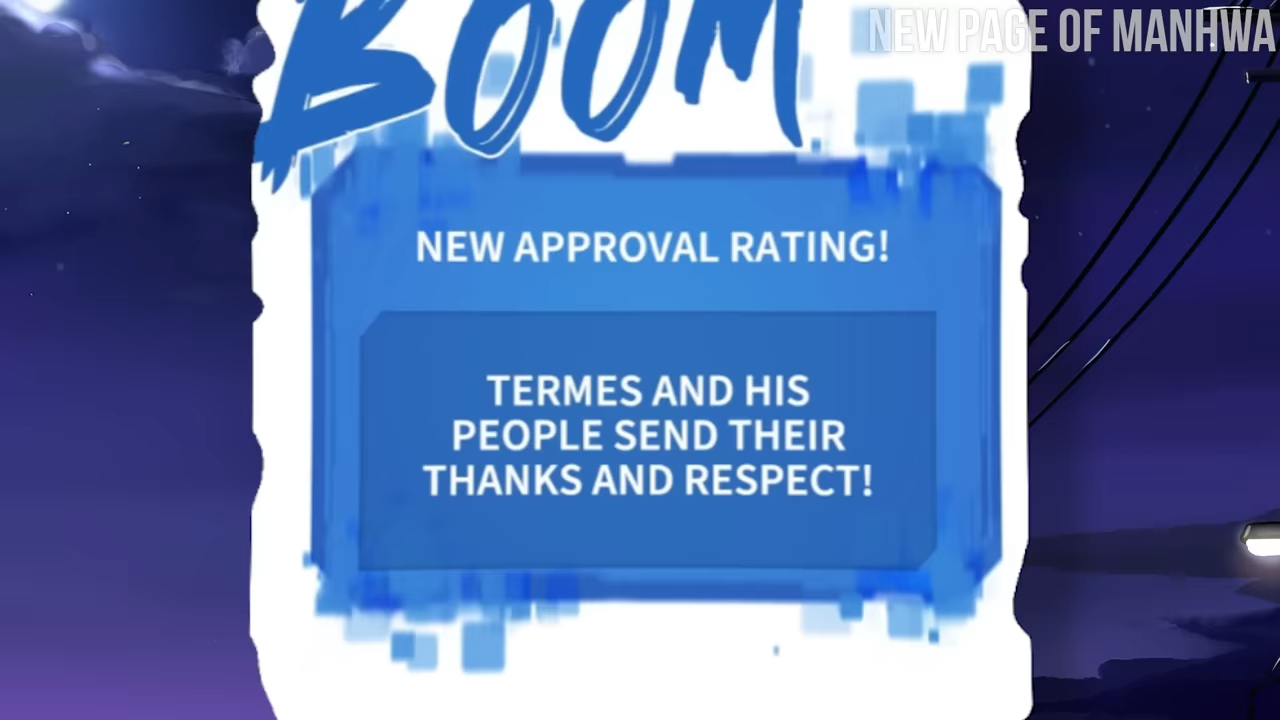 NEW PAGE OF MANHWA
BOOM
NEW APPROVAL RATING!
TERMES AND HIS
PEOPLE SEND THEIR
THANKS AND RESPECT!